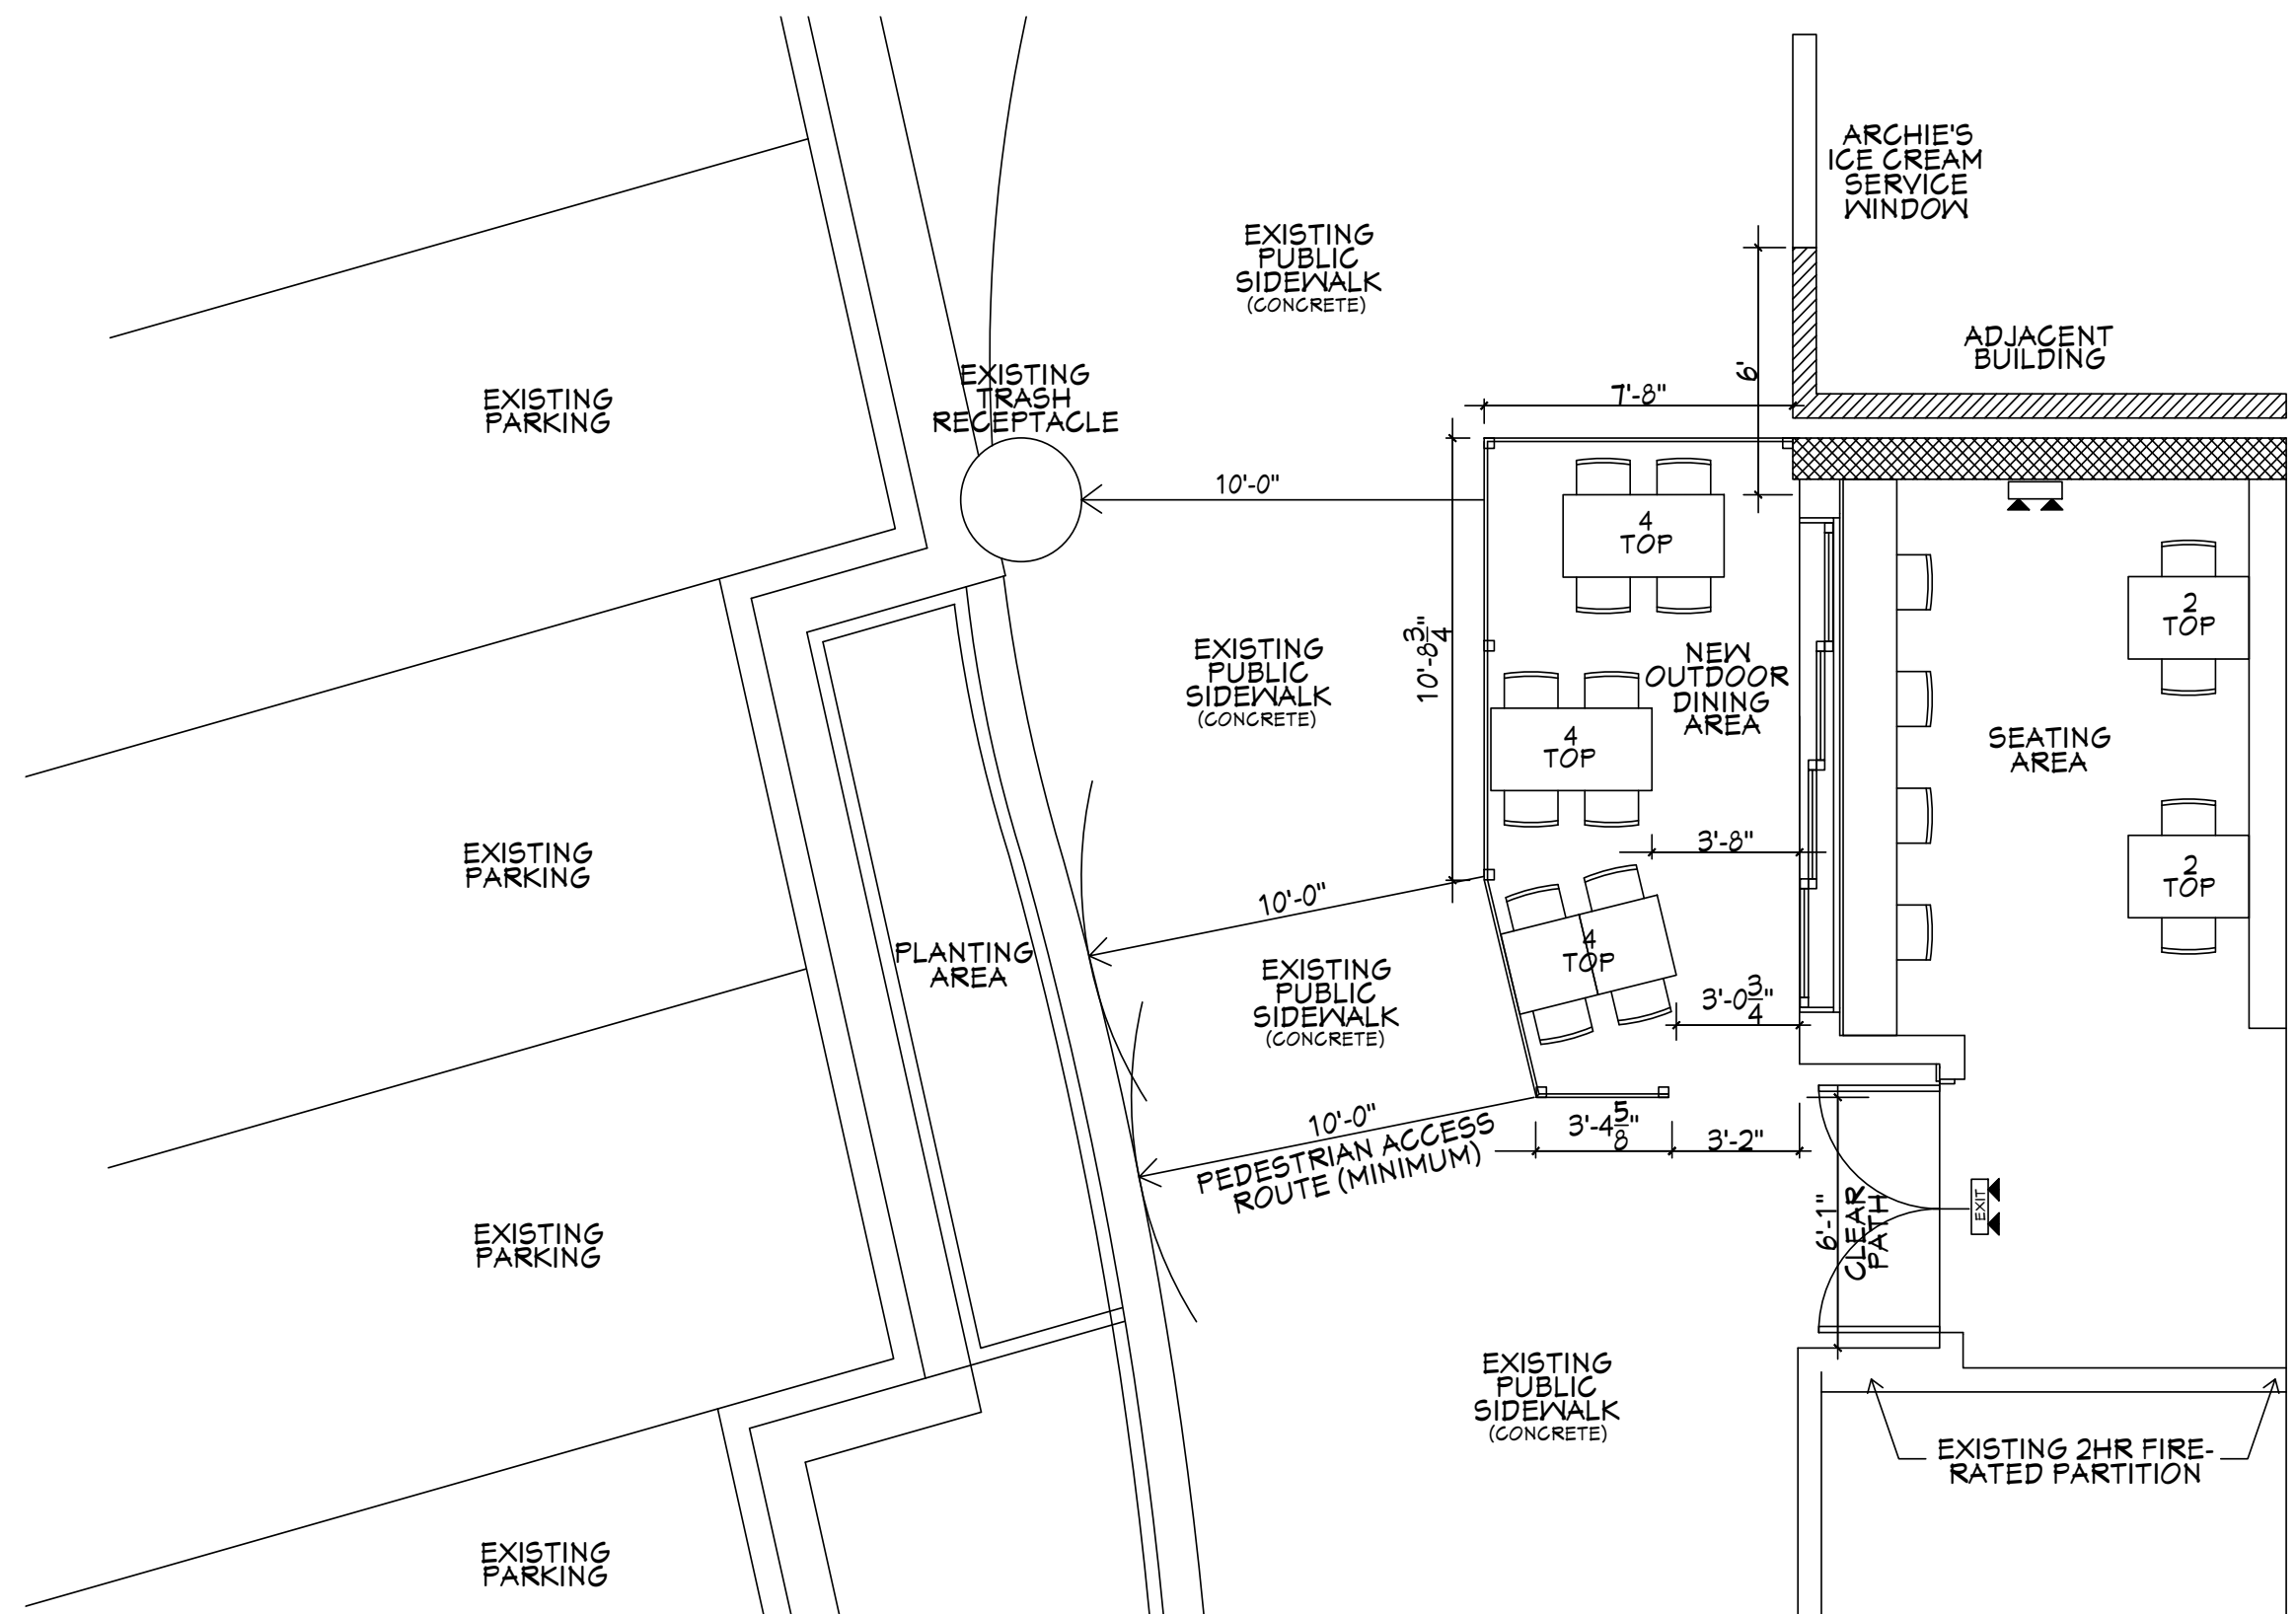 ARCHIE'S
ICE CREAM
SERVICE
WINDOW
EXISTING
PUBLIC
SIDEWALK
(CONCRETE)
ADJACENT
BUILDING
6'
EXISTING
TRASH
RECEPTACLE
EXISTING
PARKING
7'-8"
10'-0"
4
TOP
2
TOP
10'-8 3/4"
EXISTING
PUBLIC
SIDEWALK
(CONCRETE)
NEW
OUTDOOR
DINING
AREA
4
TOP
SEATING
AREA
3'-8"
EXISTING
PARKING
2
TOP
10'-0"
PLANTING
AREA
EXISTING
PUBLIC
SIDEWALK
(CONCRETE)
4
TOP
3'-0 3/4"
10'-0"
PEDESTRIAN ACCESS
ROUTE (MINIMUM)
3'-4 5/8"
3'-2"
6'-1"
CLEAR
PATH
EXIT
EXISTING
PARKING
EXISTING
PUBLIC
SIDEWALK
(CONCRETE)
EXISTING 2HR FIRE-
RATED PARTITION
EXISTING
PARKING